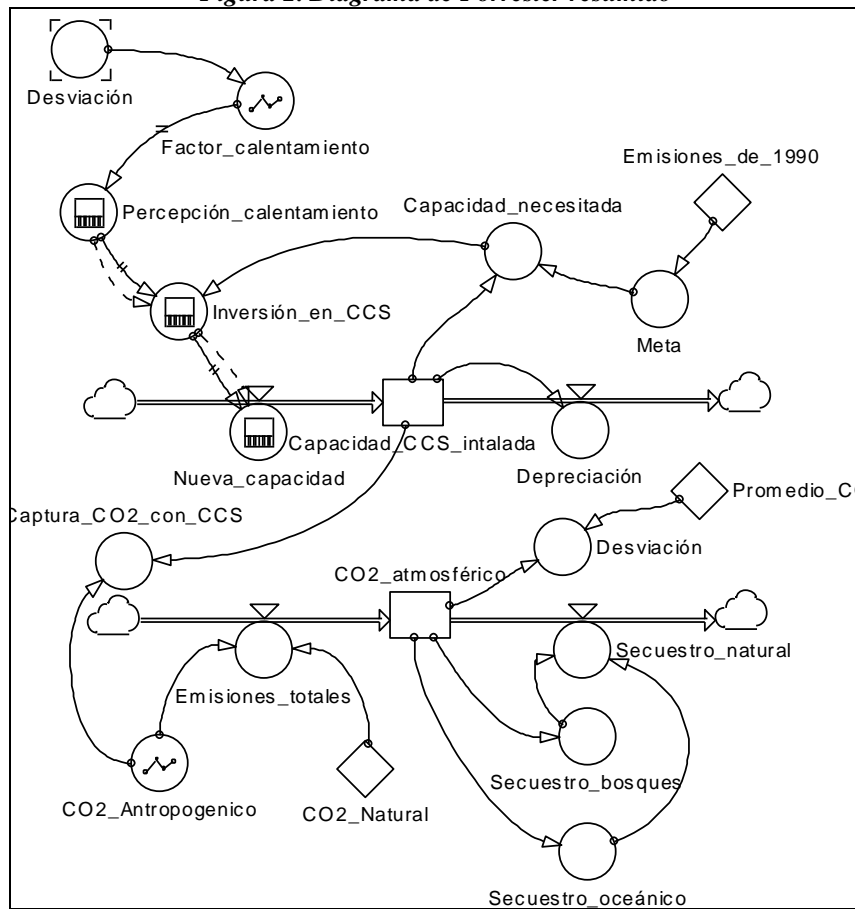 Desviación
Factor_calentamiento
Emisiones_de_1990
Percepción_calentamiento
Capacidad_necesitada
Inversión_en_CCS
Meta
Capacidad_CCS_intalada
Nueva_capacidad
Depreciación
Promedio_C
Captura_CO2_con_CCS
Desviación
CO2_atmosférico
Secuestro_natural
Emisiones_totales
Secuestro_bosques
CO2_Antropogenico
CO2_Natural
Secuestro_oceánico